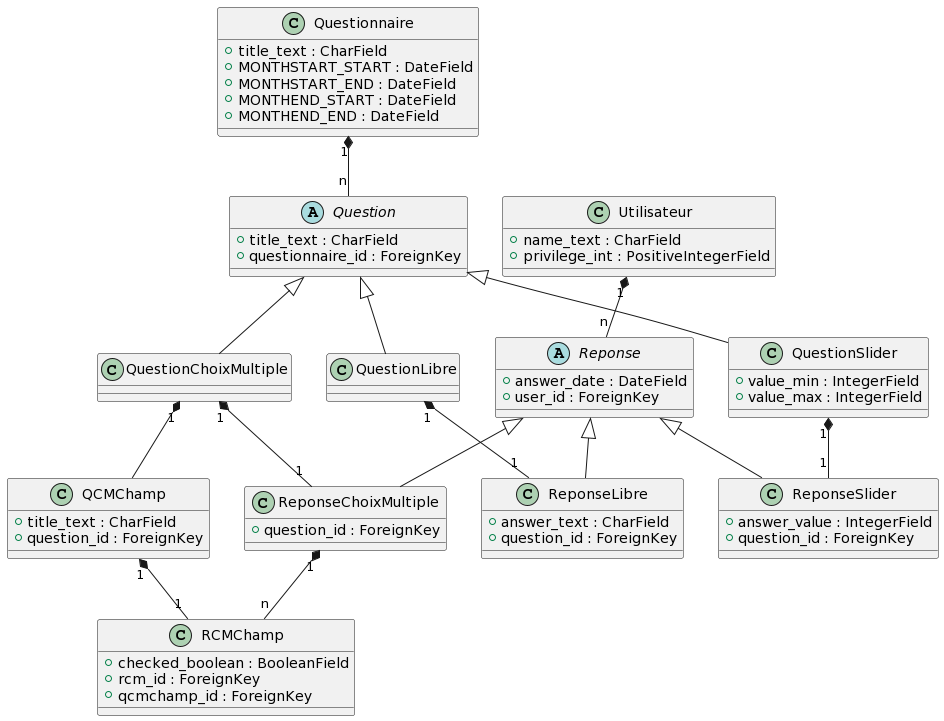 C Questionnaire
title_text : CharField
MONTHSTART_START : DateField
MONTHSTART_END : DateField
MONTHEND_START : DateField
MONTHEND_END : DateField
1
n
A Question
title_text : CharField
questionnaire_id : ForeignKey
C Utilisateur
name_text : CharField
privilege_int : PositiveIntegerField
1
n
C QuestionChoixMultiple
C QuestionLibre
A Reponse
answer_date : DateField
user_id : ForeignKey
C QuestionSlider
value_min : IntegerField
value_max : IntegerField
1
1
1
1
1
1
1
C QCMChamp
title_text : CharField
question_id : ForeignKey
C ReponseChoixMultiple
question_id : ForeignKey
C ReponseLibre
answer_text : CharField
question_id : ForeignKey
C ReponseSlider
answer_value : IntegerField
question_id : ForeignKey
1
1
1
n
C RCMChamp
checked_boolean : BooleanField
rcm_id : ForeignKey
qcmchamp_id : ForeignKey